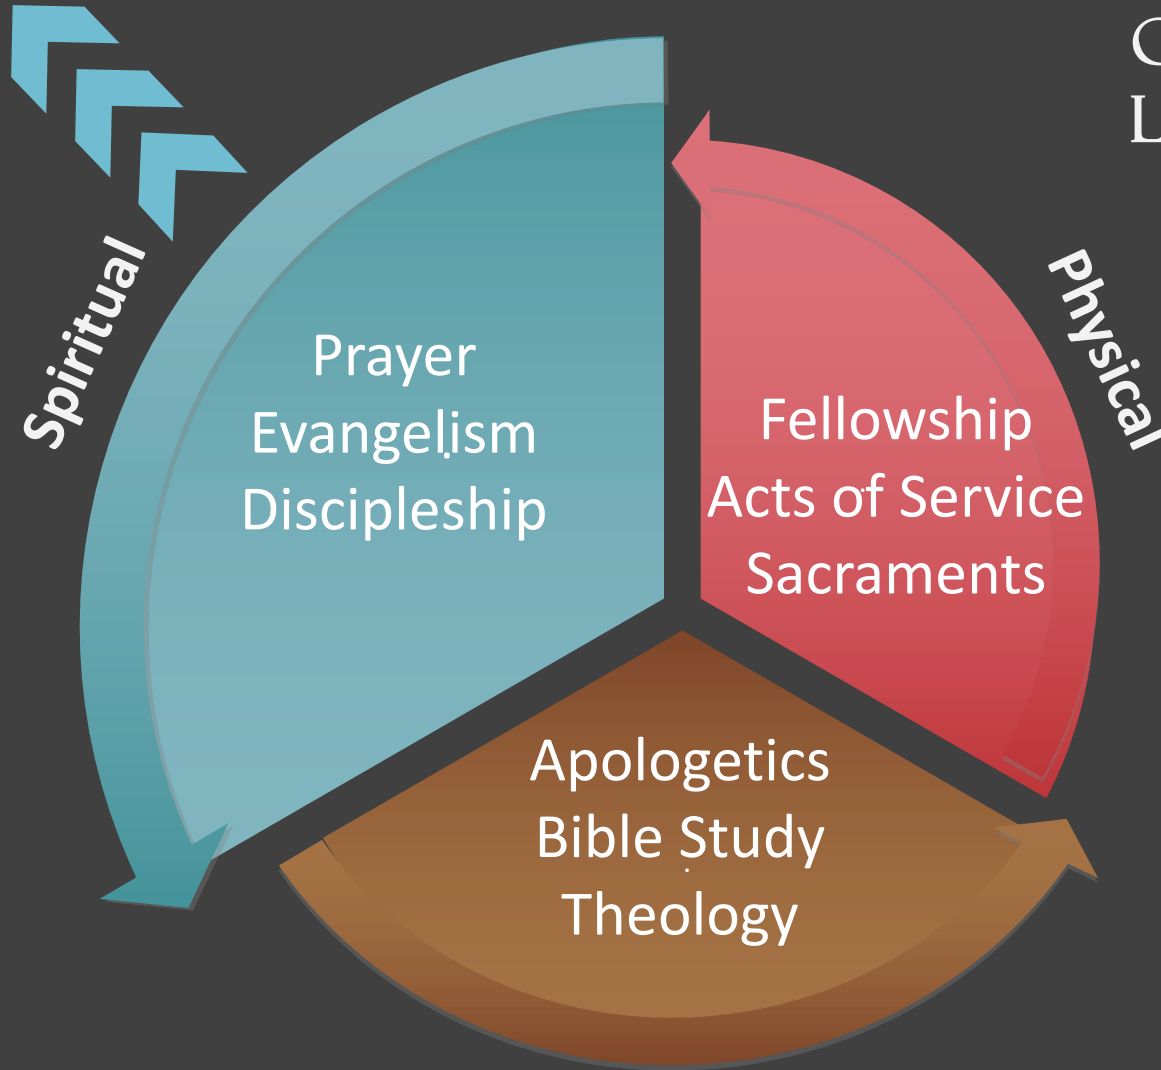 Spiritual
Prayer
Evangelism
Discipleship
Physical
Fellowship
Acts of Service
Sacraments
Apologetics
Bible Study
Theology